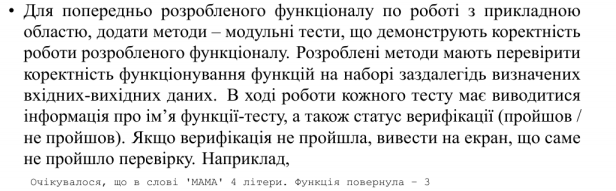 • Для попередньо розробленого функціоналу по роботі з прикладною
областю, додати методи – модульні тести, що демонструють коректність
роботи розробленого функціоналу. Розроблені методи мають перевірити
коректність функціонування функцій на наборі заздалегідь визначених
вхідних-вихідних даних. В ході роботи кожного тесту має виводитися
інформація про ім’я функції-тесту, а також статус верифікації (пройшов /
не пройшов). Якщо верифікація не пройшла, вивести на екран, що саме
не пройшло перевірку. Наприклад,
Очікувалося, що в слові 'МАМА' 4 літери. Функція повернула – 3